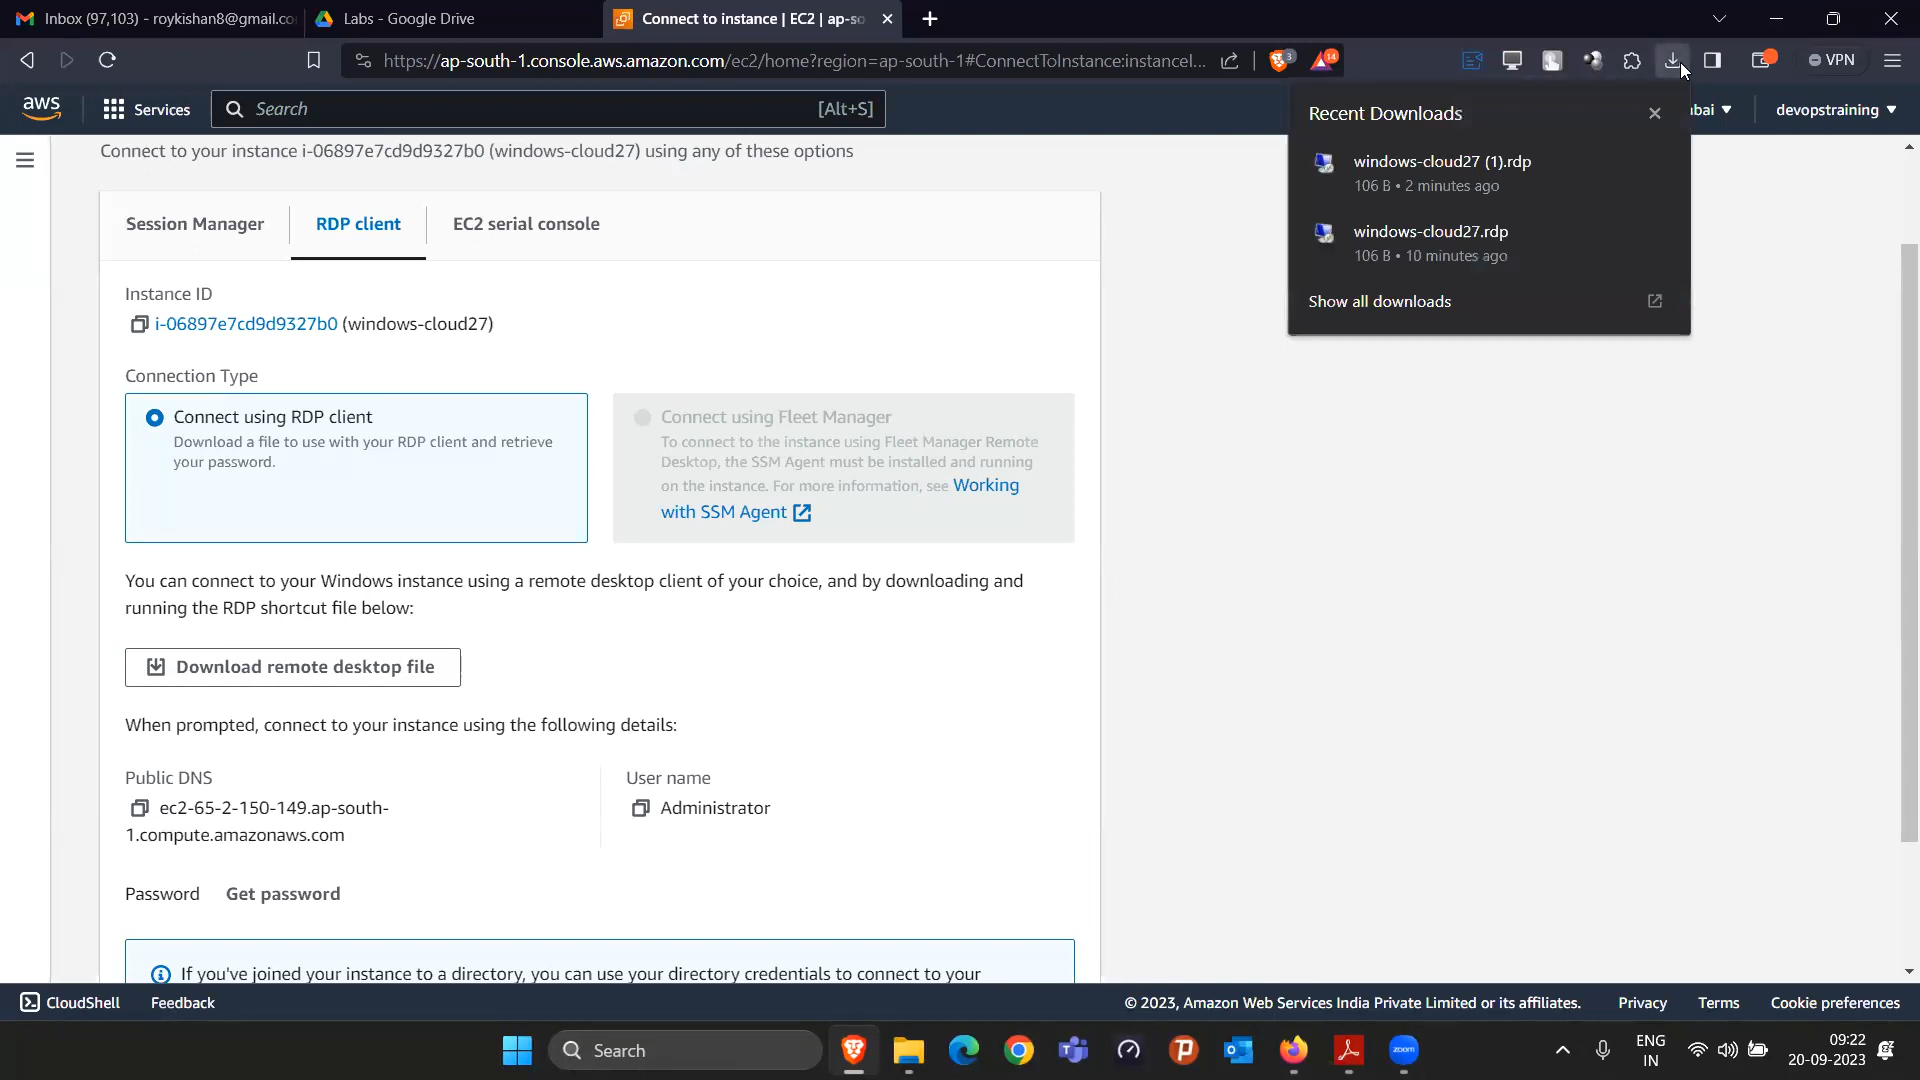 Inbox (97,103) - roykishan8@gmail.co
Labs - Google Drive
Connect to instance | EC2 | ap-so
https://ap-south-1.console.aws.amazon.com/ec2/home?region=ap-south-1#ConnectToInstance:instanceI...
3
14
VPN
aws
Services
Search
[Alt+S]
bai
devopstraining
Recent Downloads
windows-cloud27 (1).rdp
106 B • 2 minutes ago
windows-cloud27.rdp
106 B • 10 minutes ago
Show all downloads
Connect to your instance i-06897e7cd9d9327b0 (windows-cloud27) using any of these options
Session Manager
RDP client
EC2 serial console
Instance ID
i-06897e7cd9d9327b0 (windows-cloud27)
Connection Type
Connect using RDP client
Download a file to use with your RDP client and retrieve
your password.
Connect using Fleet Manager
To connect to the instance using Fleet Manager Remote
Desktop, the SSM Agent must be installed and running
on the instance. For more information, see Working
with SSM Agent
You can connect to your Windows instance using a remote desktop client of your choice, and by downloading and
running the RDP shortcut file below:
Download remote desktop file
When prompted, connect to your instance using the following details:
Public DNS
ec2-65-2-150-149.ap-south-
1.compute.amazonaws.com
User name
Administrator
Password
Get password
If you've joined your instance to a directory, you can use your directory credentials to connect to your
CloudShell
Feedback
© 2023, Amazon Web Services India Private Limited or its affiliates.
Privacy
Terms
Cookie preferences
Search
zoom
ENG
IN
09:22
20-09-2023